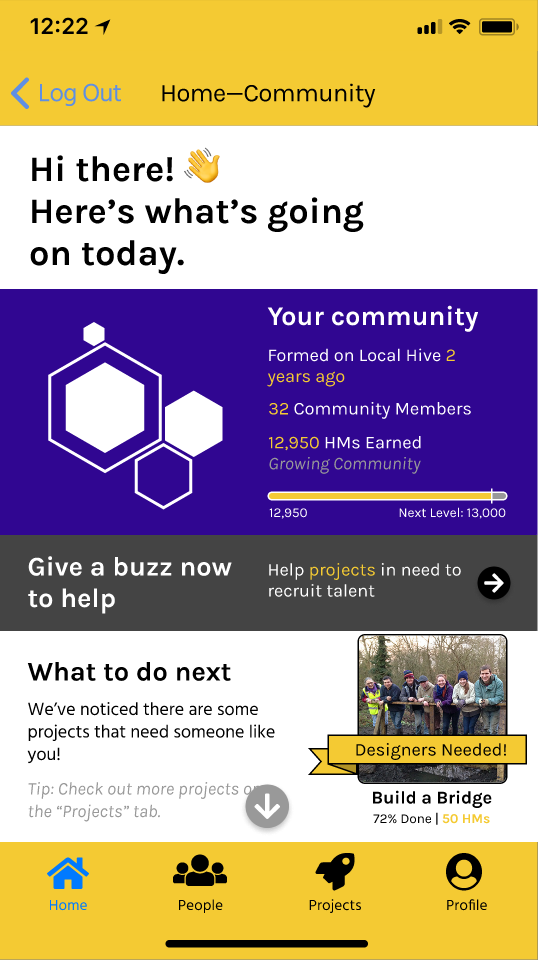 12:22
Log Out
Home—Community
Hi there! 👋
Here’s what’s going
on today.
Your community
Formed on Local Hive 2
years ago
32 Community Members
12,950 HMs Earned
Growing Community
12,950
Next Level: 13,000
Give a buzz now
to help
Help projects in need to
recruit talent
What to do next
We’ve noticed there are some
projects that need someone like
you!
Tip: Check out more projects
the “Projects” tab.
Designers Needed!
Build a Bridge
72% Done | 50 HMs
Home
People
Projects
Profile